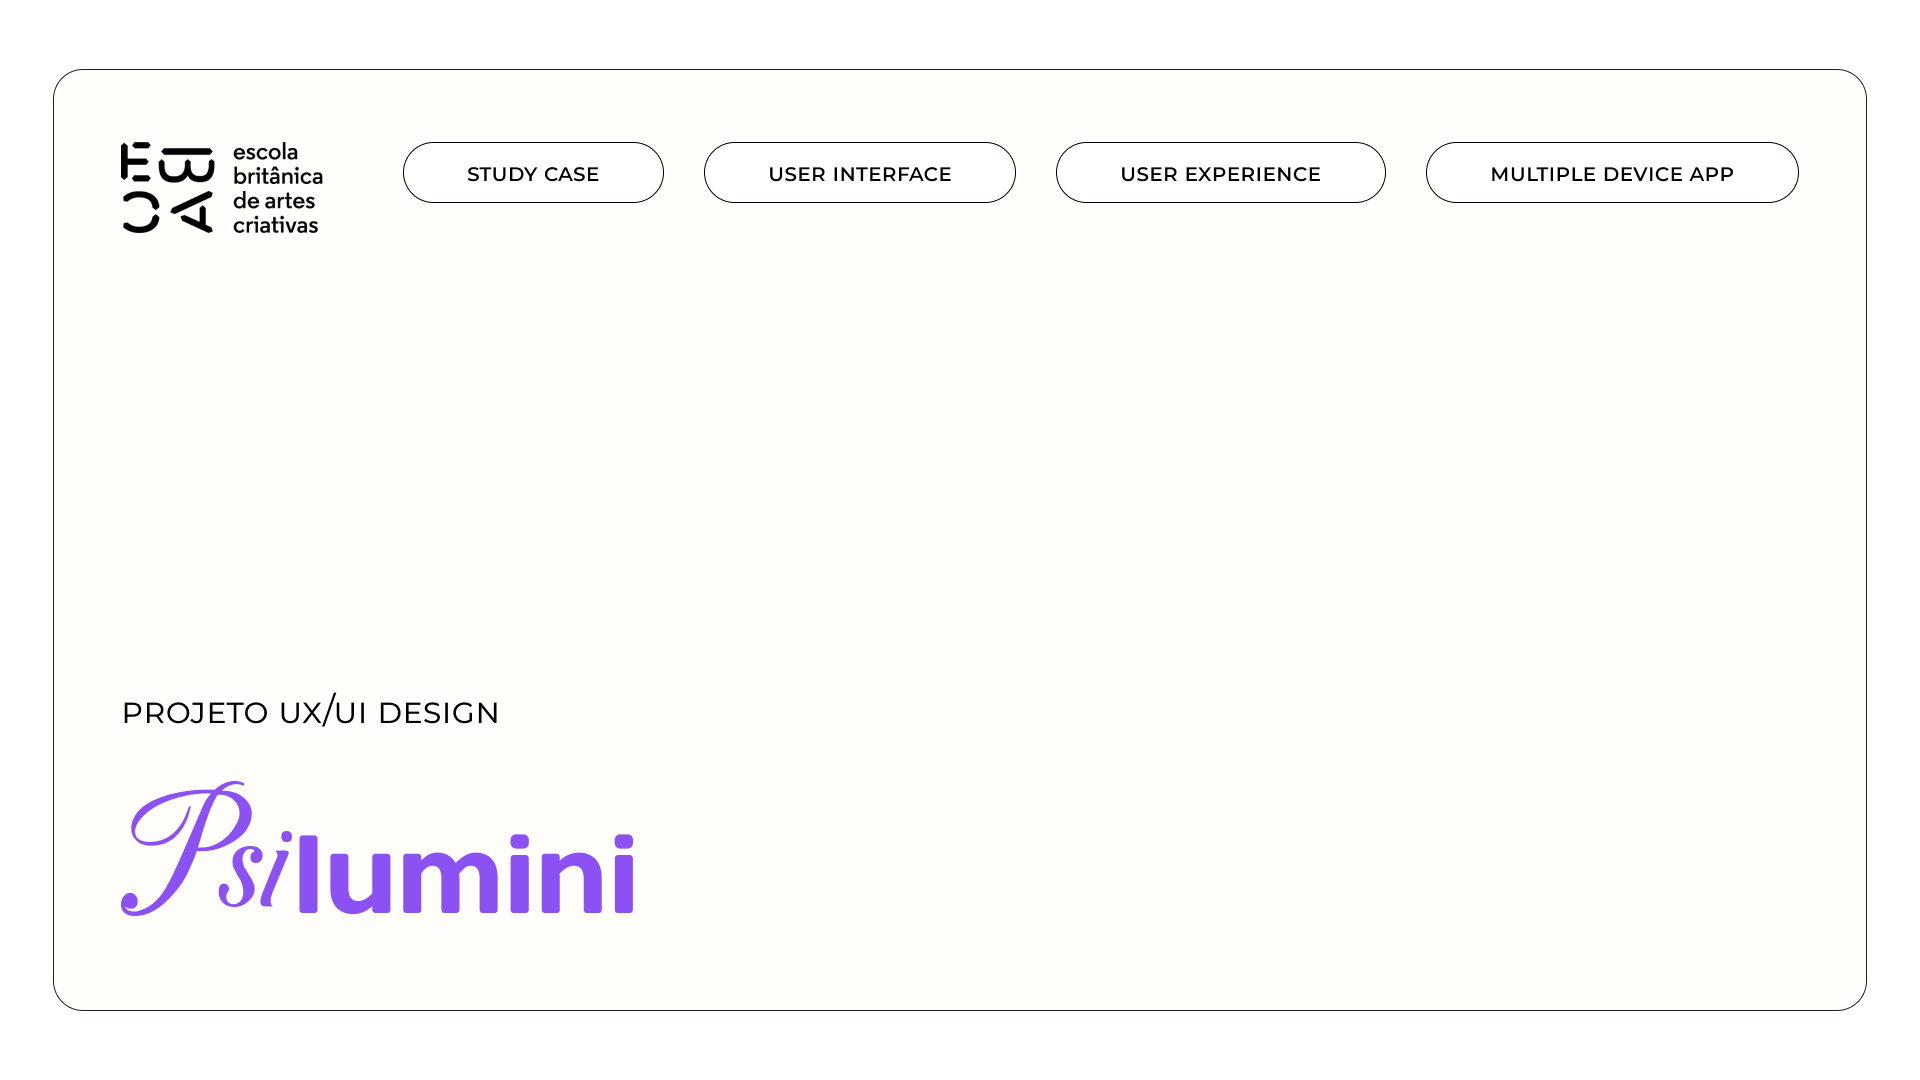 EBAC
escola
britânica
de artes
criativas
STUDY CASE
USER INTERFACE
USER EXPERIENCE
MULTIPLE DEVICE APP
PROJETO UX/UI DESIGN
Psilumini